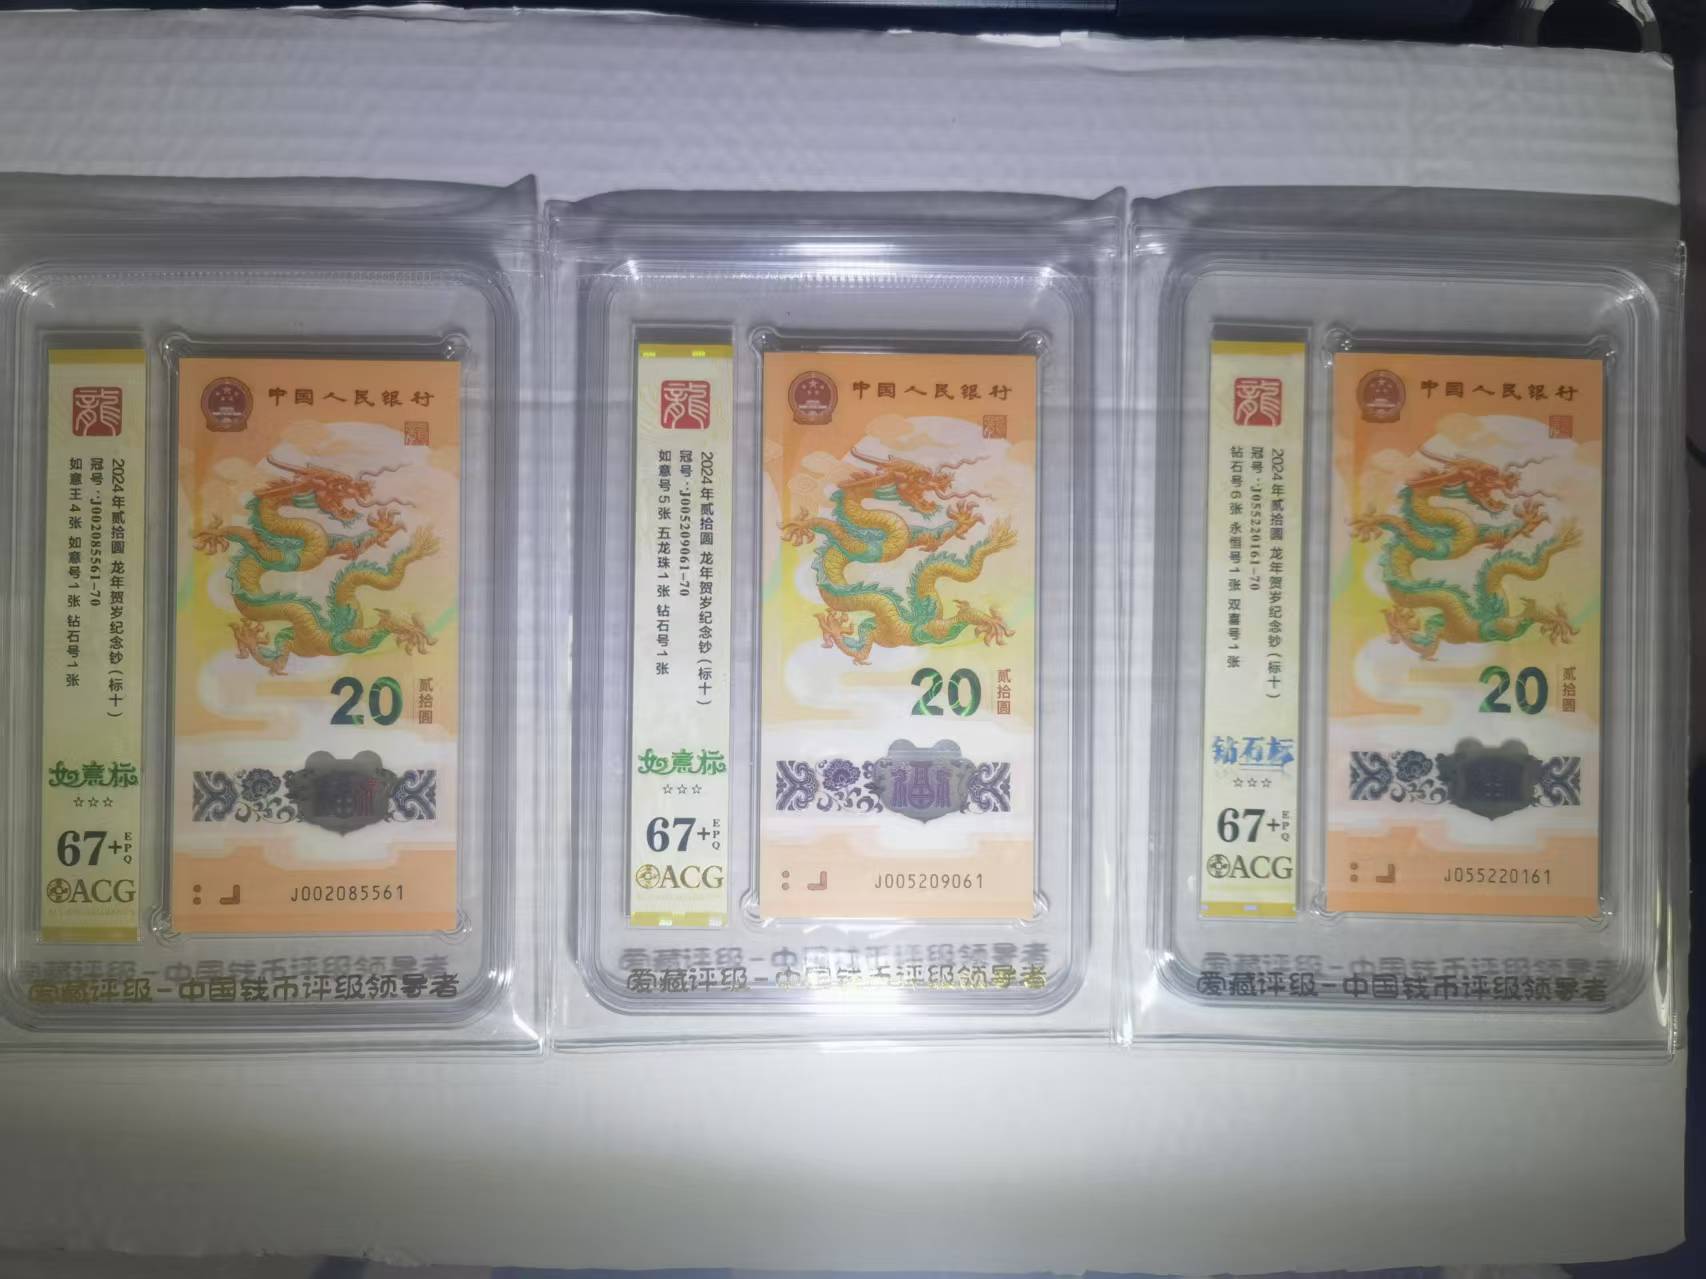 龍
2024年贰拾圆 龙年贺岁纪念钞（标十）
冠号：J002085561-70
如意王4张 如意号1张 钻石号1张
如意标
☆☆☆
67+
EPQ
ACG
中国人民银行
20
贰拾圆
J002085561
爱藏评级-中国钱币评级领导者
龍
2024年贰拾圆 龙年贺岁纪念钞（标十）
冠号：J005209061-70
如意号5张 五龙珠1张 钻石号1张
如意标
☆☆☆
67+
EPQ
ACG
中国人民银行
20
贰拾圆
福
J005209061
爱藏评级-中国钱币评级领导者
龍
2024年贰拾圆 龙年贺岁纪念钞（标十）
冠号：J055220161-70
钻石号6张 永恒号1张 双喜号1张
钻石标
☆☆☆
67+
EPQ
ACG
中国人民银行
20
贰拾圆
J055220161
爱藏评级-中国钱币评级领导者